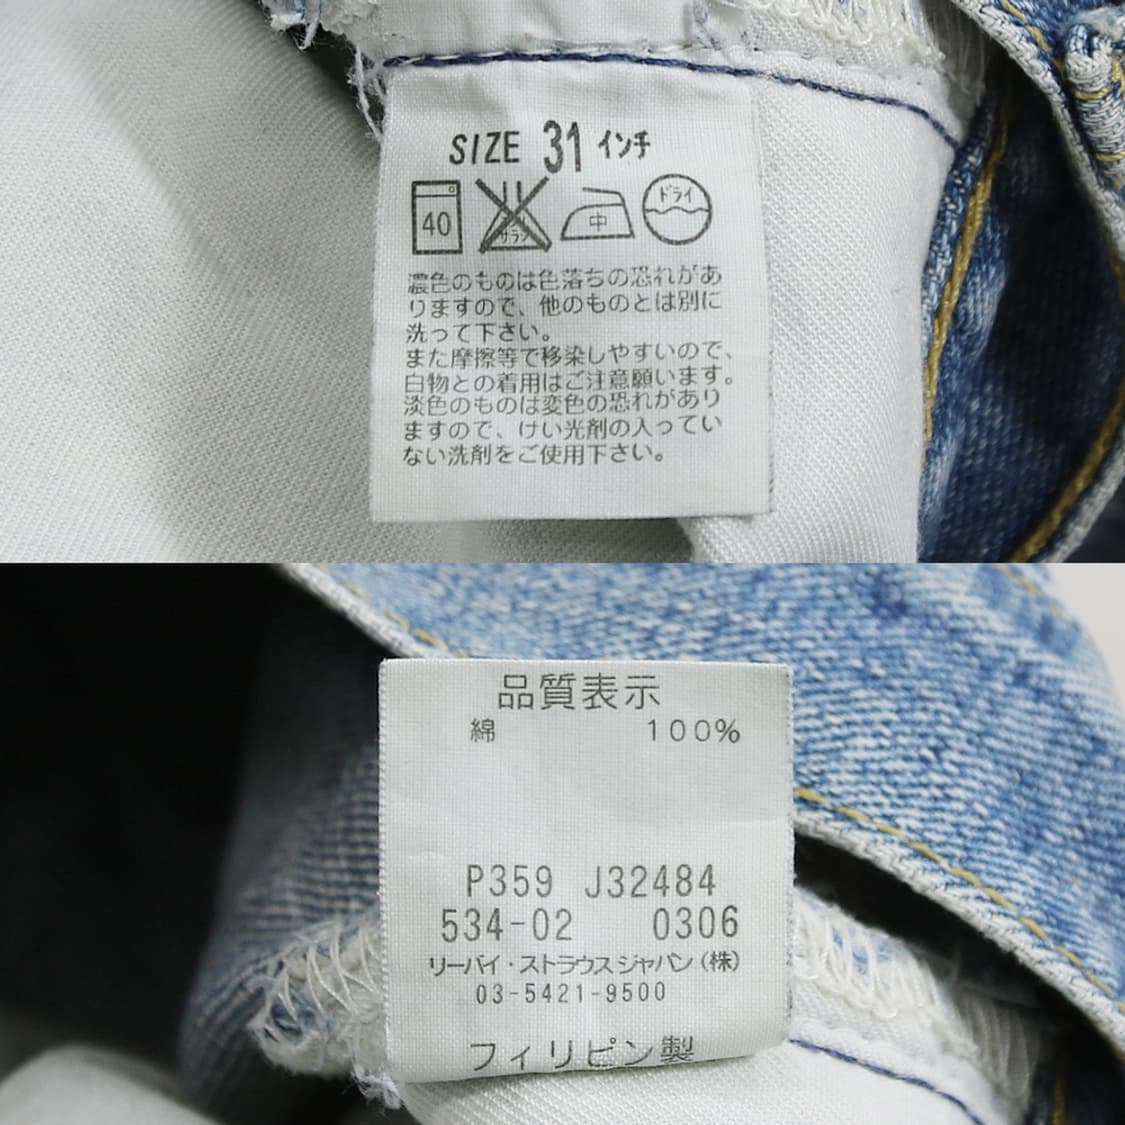 SIZE 31 インチ
40 サラシ 中 ドライ
濃色のものは色落ちの恐れがあ
りますので、他のものとは別に
洗って下さい。
また摩擦等で移染しやすいので、
白物との着用はご注意願います。
淡色のものは変色の恐れがあり
ますので、けい光剤の入ってい
ない洗剤をご使用下さい。
品質表示
綿 100%
P359 J32484
534-02 0306
リーバイ・ストラウスジャパン(株)
03-5421-9500
フィリピン製